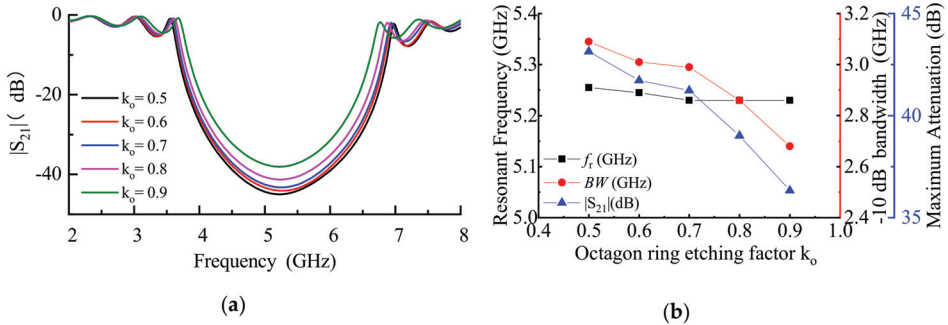 |S21|( dB)
0
-20
-40
kₒ= 0.5
kₒ= 0.6
kₒ= 0.7
kₒ= 0.8
kₒ= 0.9
2 3 4 5 6 7 8
Frequency (GHz)
(a)
Resonant Frequency (GHz)
5.4
5.3
5.2
5.1
5.0
fᵣ (GHz)
BW (GHz)
|S21|(dB)
0.4 0.5 0.6 0.7 0.8 0.9 1.0
Octagon ring etching factor kₒ
3.2
3.0
2.8
2.6
2.4
-10 dB bandwidth (GHz)
45
40
35
Maximum Attenuation (dB)
(b)